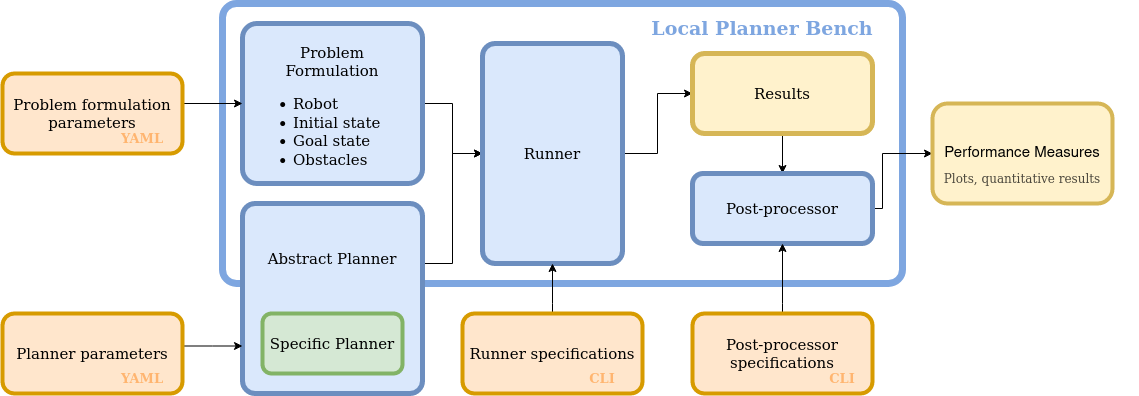 Local Planner Bench
Problem
Formulation
• Robot
• Initial state
• Goal state
• Obstacles
Problem formulation
parameters
YAML
Runner
Results
Performance Measures
Plots, quantitative results
Post-processor
Abstract Planner
Specific Planner
Planner parameters
YAML
Runner specifications
CLI
Post-processor
specifications
CLI